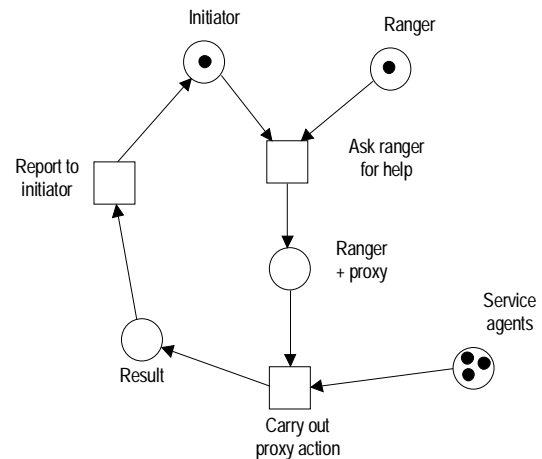 Initiator
Ranger
Ask ranger
for help
Report to
initiator
Ranger
+ proxy
Service
agents
Result
Carry out
proxy action